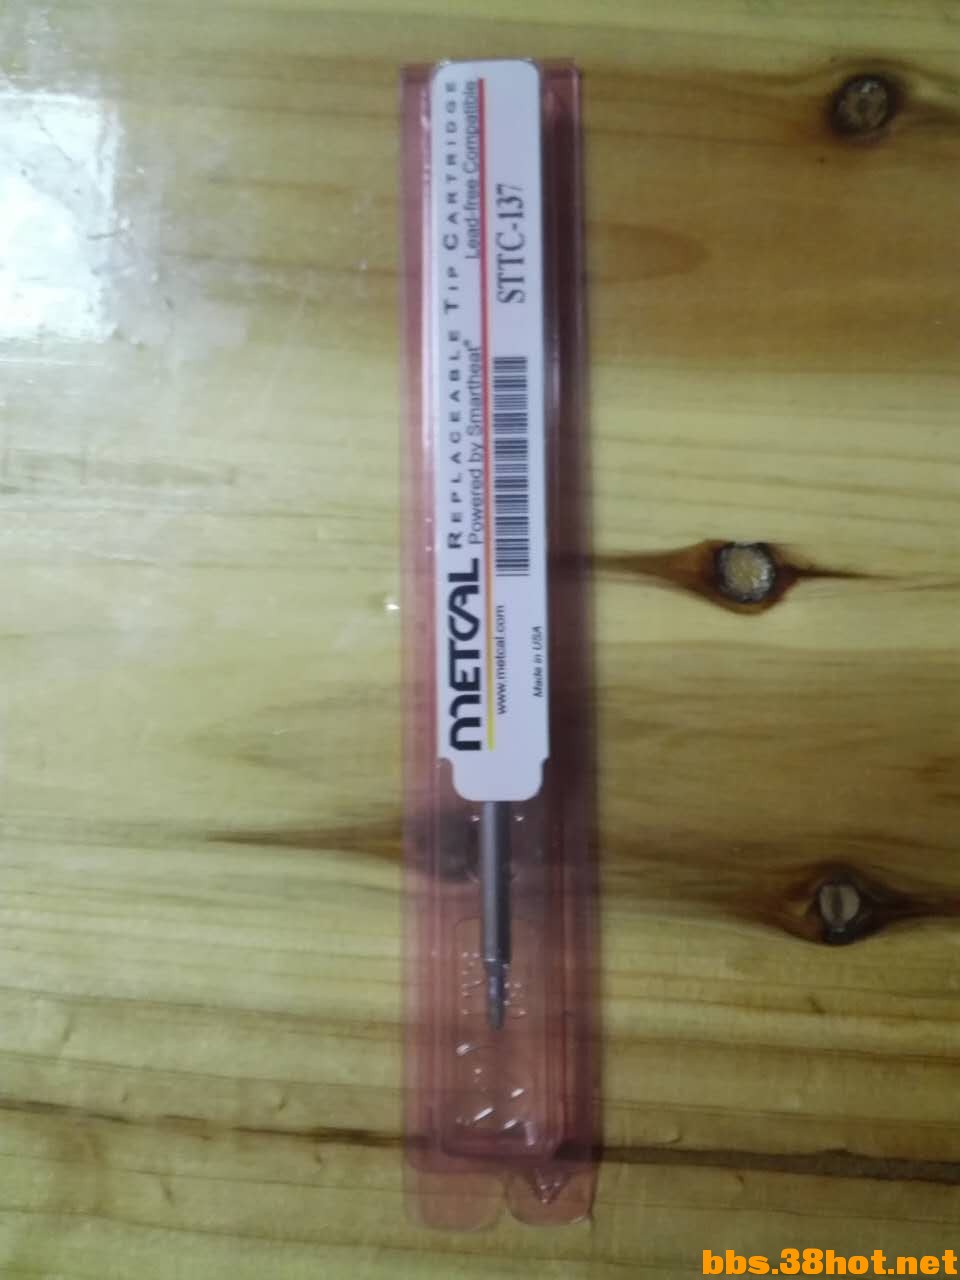 METCAL REPLACEABLE TIP CARTRIDGE
Powered by Smartheat® Lead-free Compatible
www.metcal.com STTC-137
Made in USA
bbs.38hot.net